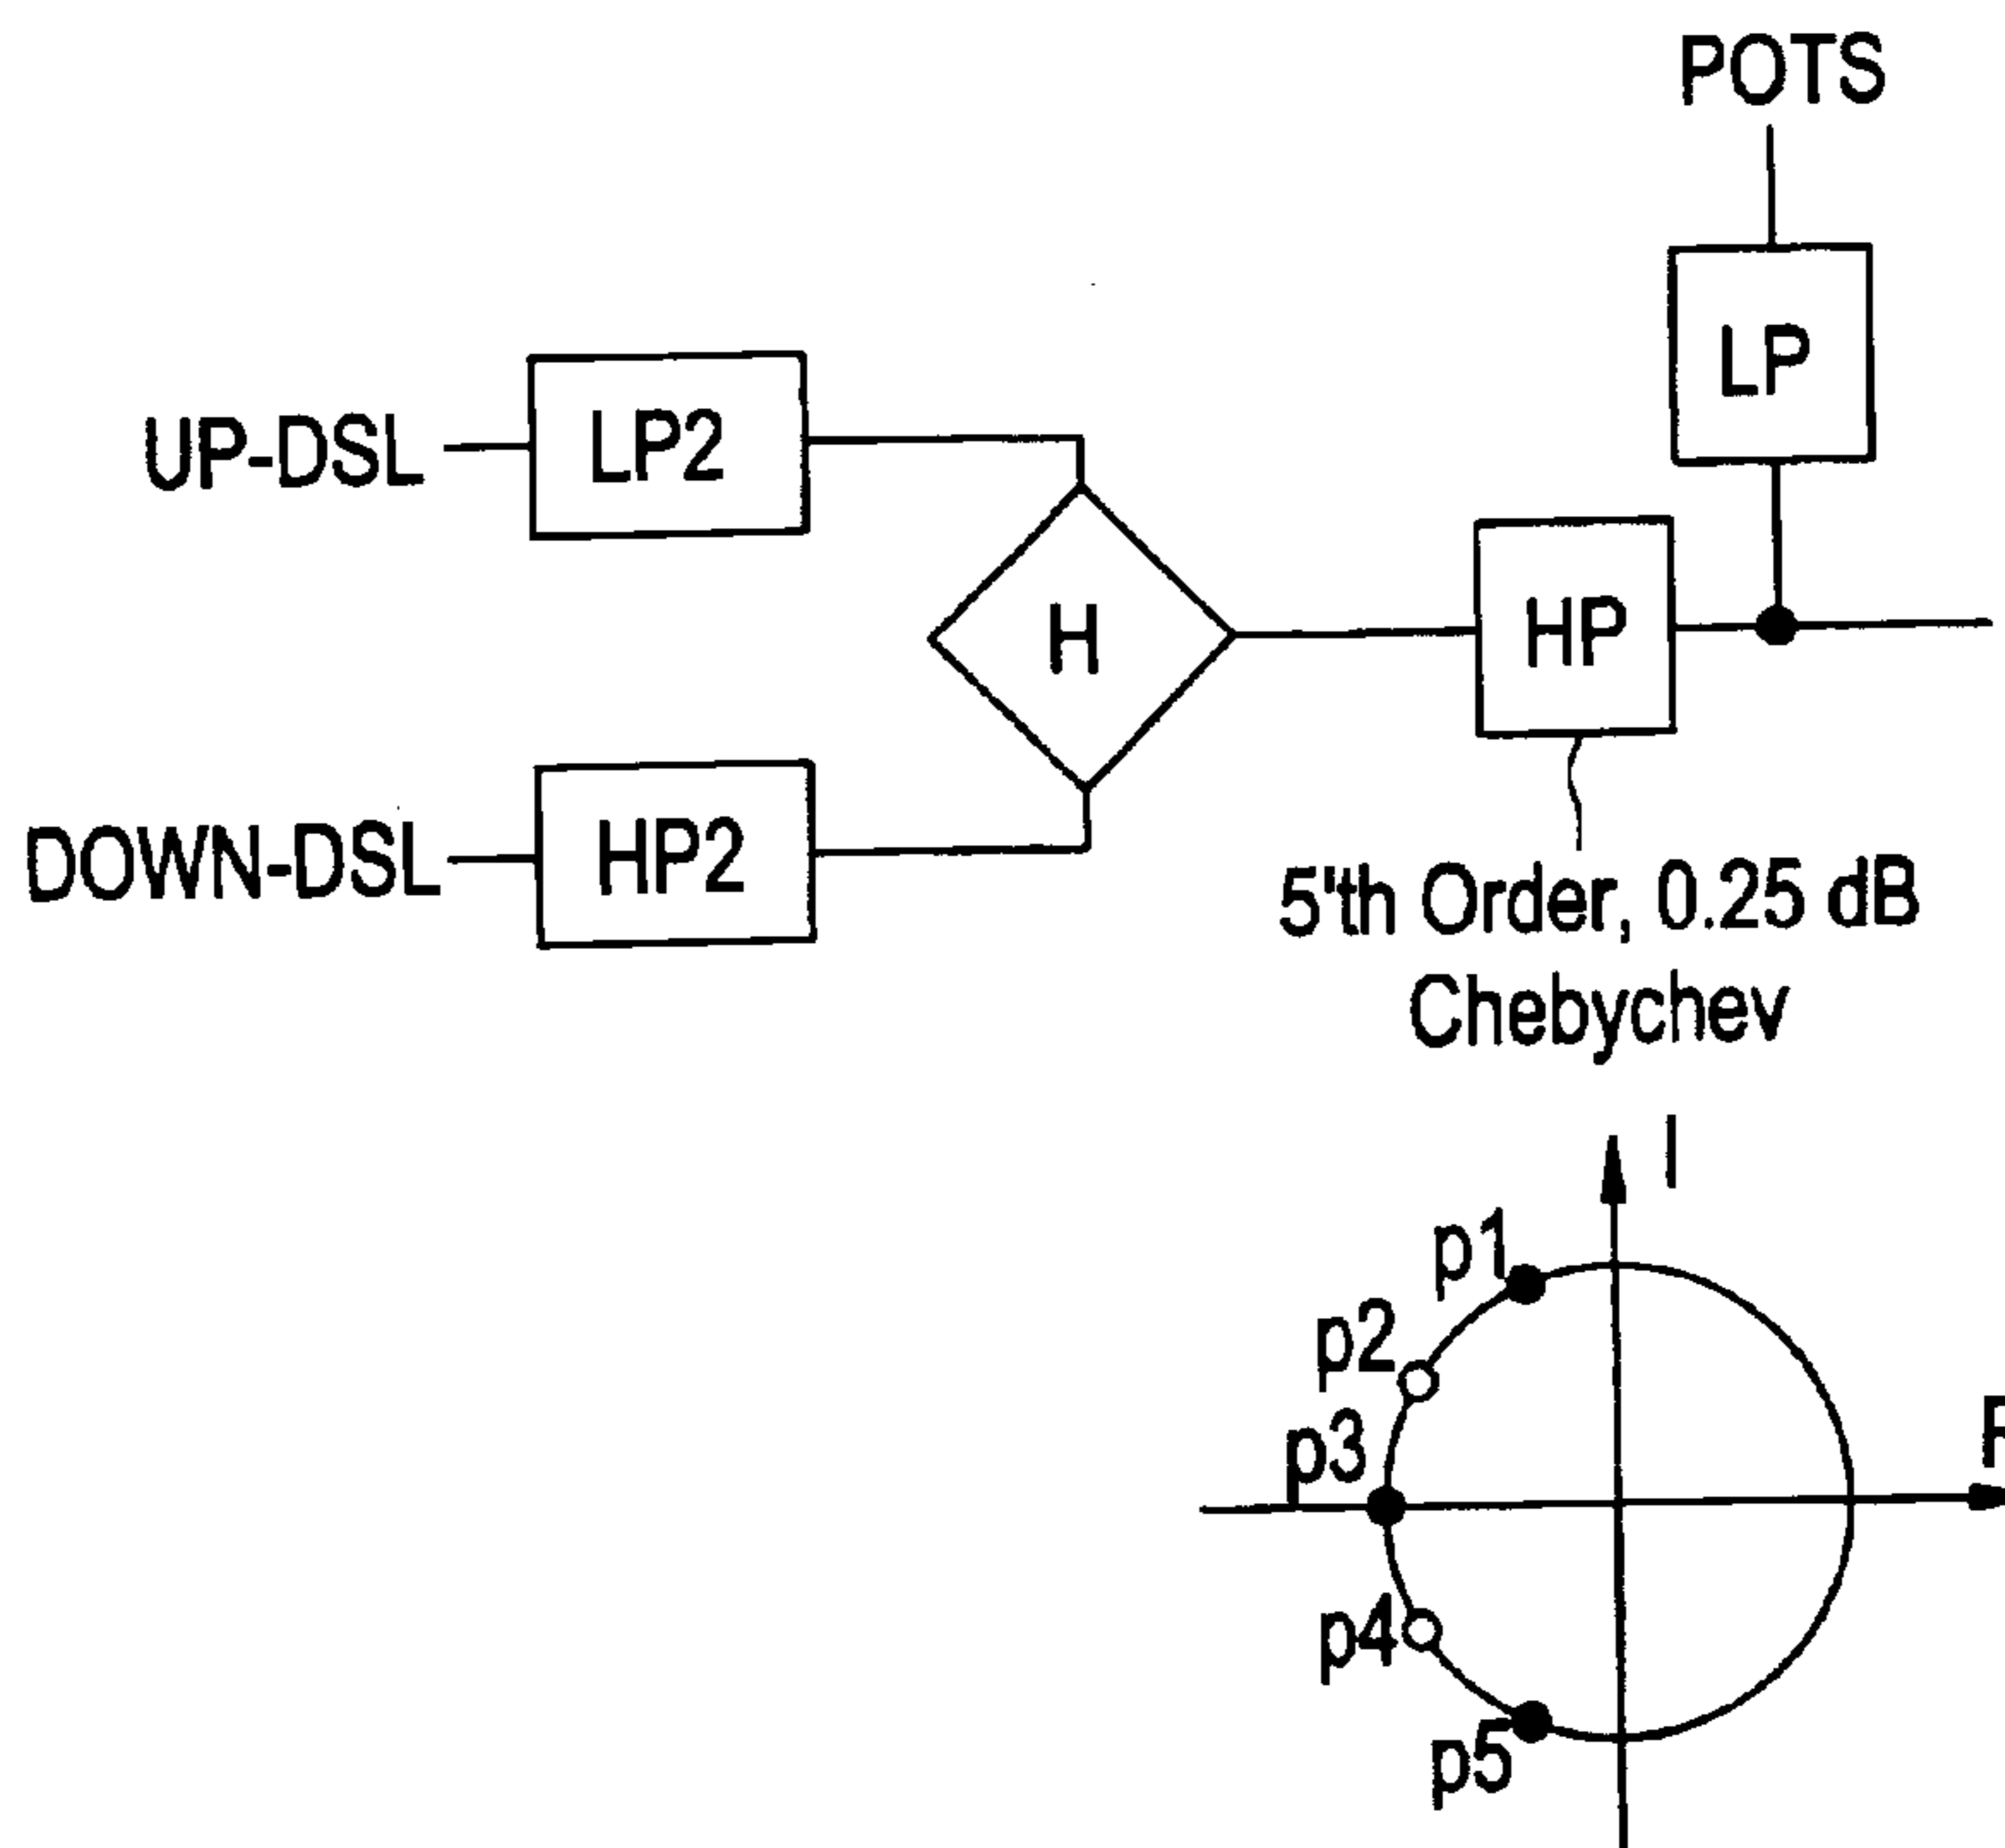 POTS
LP
UP-DSL
LP2
H
HP
DOWN-DSL
HP2
5'th Order, 0.25 dB
Chebychev
I
p1
p2
p3
p4
p5